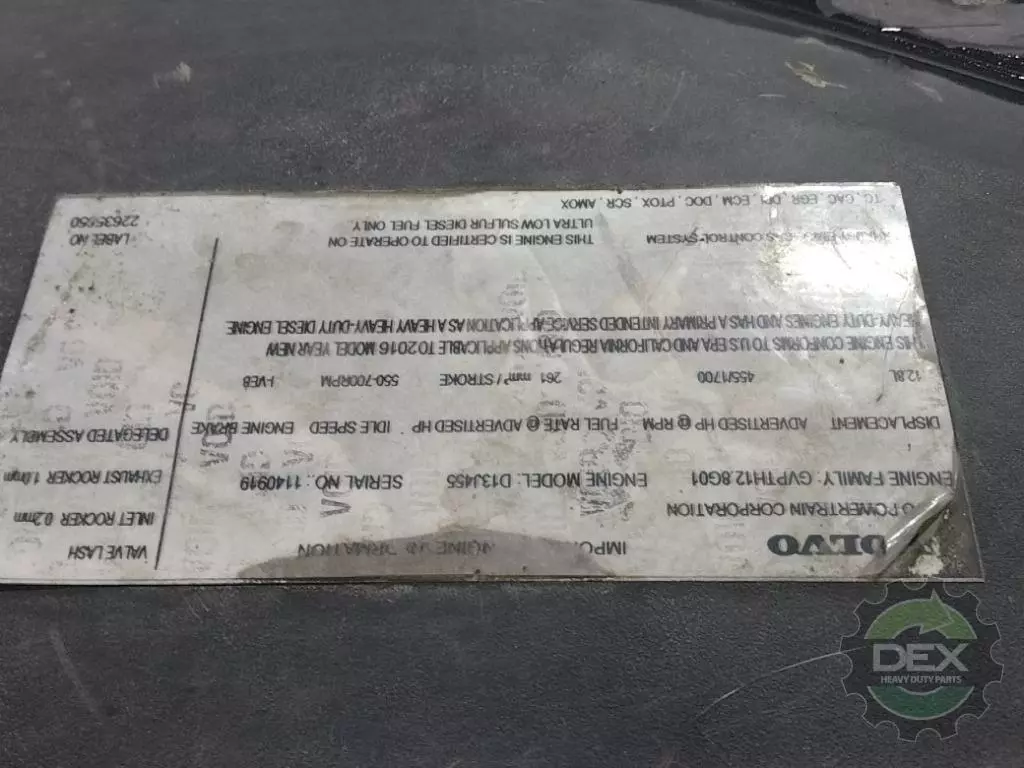 VOLVO IMPORTANT ENGINE INFORMATION
POWERTRAIN CORPORATION
ENGINE FAMILY: GVPTH12.8G01 ENGINE MODEL: D13J455 SERIAL NO.: 1140919
DISPLACEMENT ADVERTISED HP @ RPM FUEL RATE @ ADVERTISED HP IDLE SPEED ENGINE BRAKE
12.8L 455/1700 261 mm³ / STROKE 550-700RPM I-VEB
THIS ENGINE CONFORMS TO U.S EPA AND CALIFORNIA REGULATIONS APPLICABLE TO 2016 MODEL YEAR NEW
HEAVY-DUTY ENGINES AND HAS A PRIMARY INTENDED SERVICE APPLICATION AS A HEAVY HEAVY-DUTY DIESEL ENGINE
CONTROL SYSTEM
TC, CAC, EGR, DFI, ECM, DOC, PTOX, SCR, AMOX
THIS ENGINE IS CERTIFIED TO OPERATE ON
ULTRA LOW SULFUR DIESEL FUEL ONLY.
VALVE LASH
INLET ROCKER 0.2mm
EXHAUST ROCKER 1.0mm
DELEGATED ASSEMBLY
LABEL NO
DEX
HEAVY DUTY PARTS